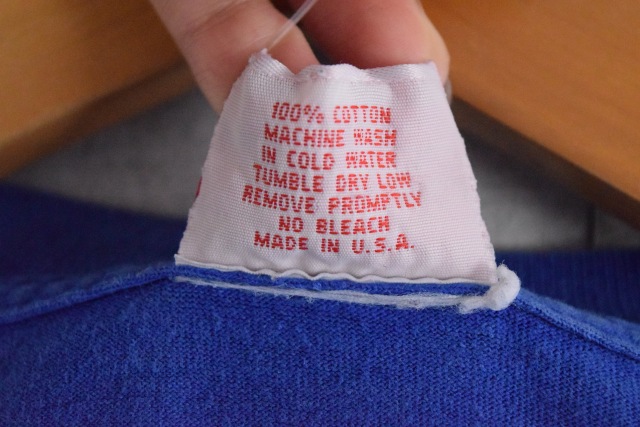 100% COTTON
MACHINE WASH
IN COLD WATER
TUMBLE DRY LOW
REMOVE PROMPTLY
NO BLEACH
MADE IN U.S.A.